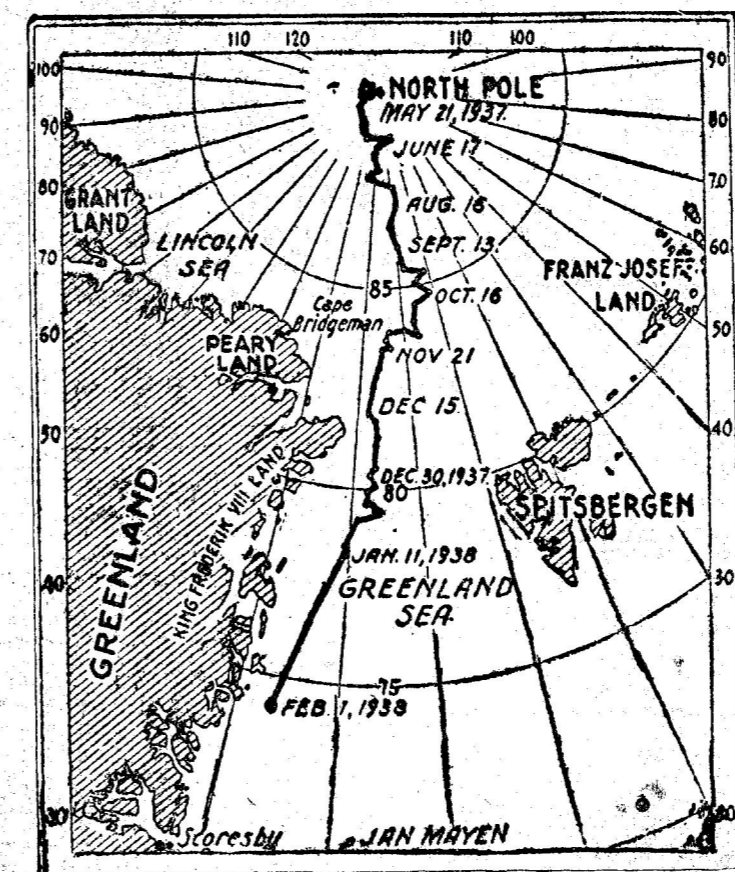 110 120 110 100
100
90
80
70
60
50
40
30
90
80
70
60
50
40
30
20
NORTH POLE
MAY 21, 1937.
JUNE 17
AUG. 16
SEPT. 13
85
OCT. 16
NOV 21
DEC 15
DEC. 30, 1937.
80
JAN. 11, 1938
GREENLAND
SEA
75
FEB. 1, 1938
GRANT
LAND
LINCOLN
SEA
Cape
Bridgeman
PEARY
LAND
KING FREDERIK VIII LAND
GREENLAND
FRANZ JOSEF
LAND
SPITSBERGEN
Scoresby
JAN MAYEN